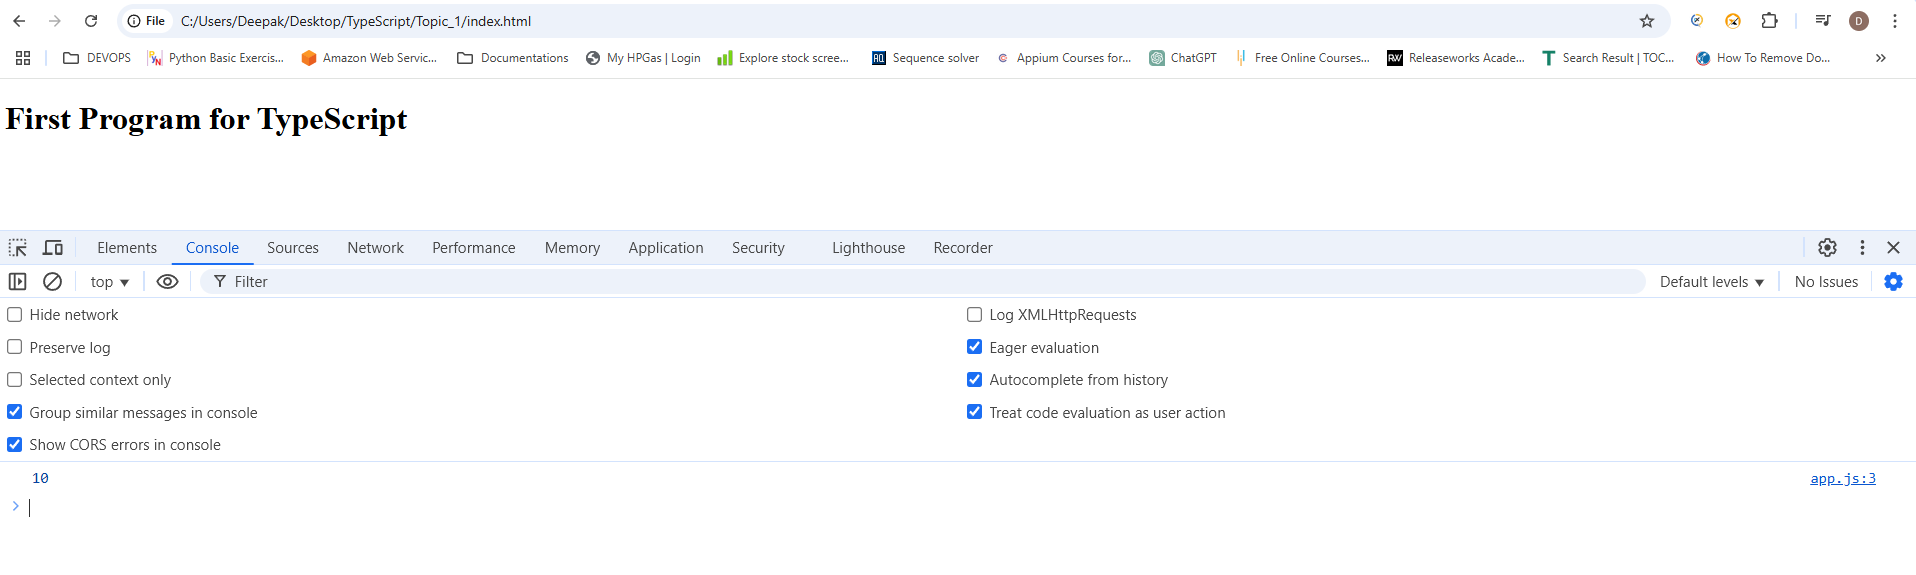 File C:/Users/Deepak/Desktop/TypeScript/Topic_1/index.html D
DEVOPS Python Basic Exercis... Amazon Web Servic... Documentations My HPGas | Login Explore stock scree... AQ Sequence solver C Appium Courses for... ChatGPT Free Online Courses... RW Releaseworks Acade... T Search Result | TOC... How To Remove Do... »
First Program for TypeScript
Elements Console Sources Network Performance Memory Application Security Lighthouse Recorder
top Filter Default levels No Issues
Hide network Log XMLHttpRequests
Preserve log Eager evaluation
Selected context only Autocomplete from history
Group similar messages in console Treat code evaluation as user action
Show CORS errors in console
10 app.js:3
>